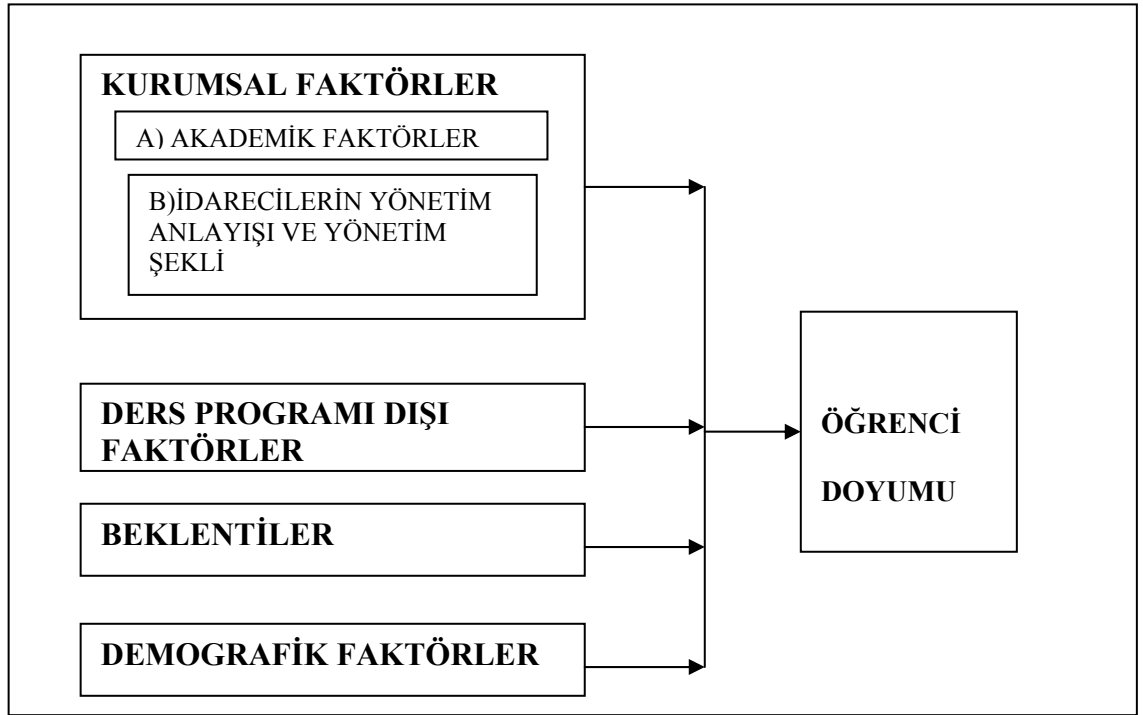 KURUMSAL FAKTÖRLER
A) AKADEMİK FAKTÖRLER
B)İDARECİLERİN YÖNETİM
ANLAYIŞI VE YÖNETİM
ŞEKLİ
DERS PROGRAMI DIŞI
FAKTÖRLER
BEKLENTİLER
DEMOGRAFİK FAKTÖRLER
ÖĞRENCİ
DOYUMU